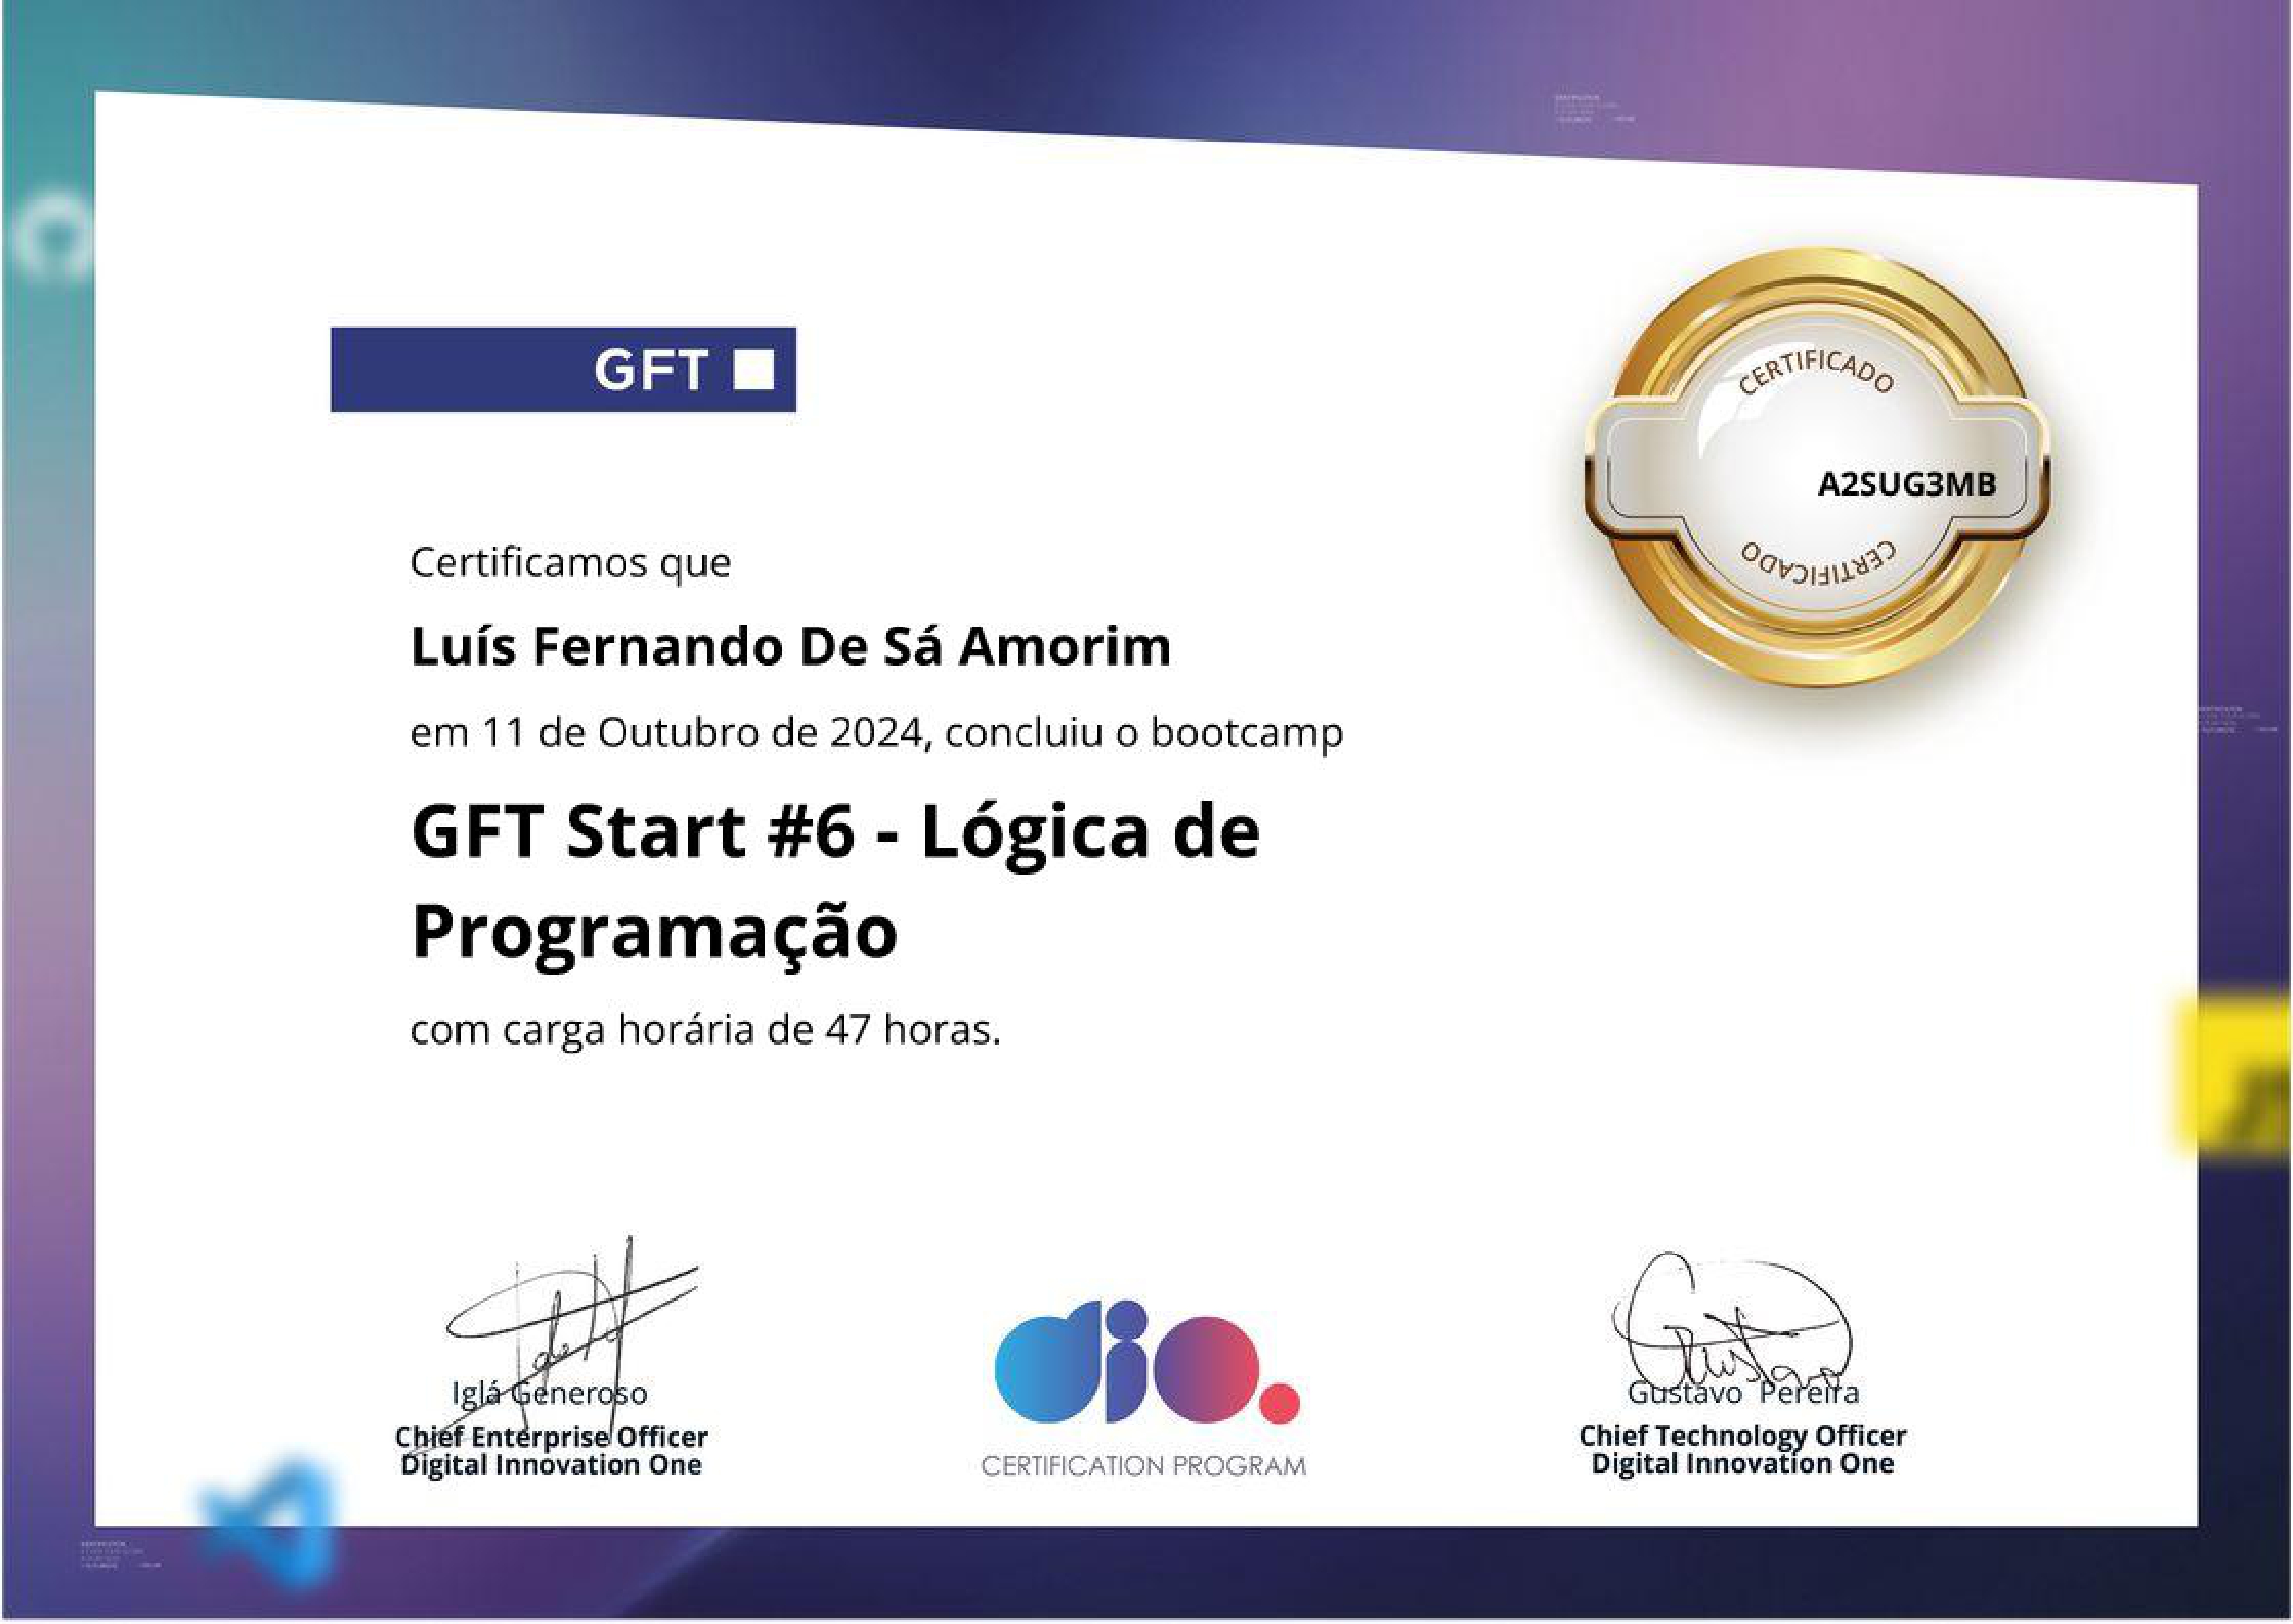 GFT
CERTIFICADO
A2SUG3MB
CERTIFICADO
Certificamos que
Luís Fernando De Sá Amorim
em 11 de Outubro de 2024, concluiu o bootcamp
GFT Start #6 - Lógica de
Programação
com carga horária de 47 horas.
Iglá Generoso
Chief Enterprise Officer
Digital Innovation One
dio.
CERTIFICATION PROGRAM
Gustavo Pereira
Chief Technology Officer
Digital Innovation One